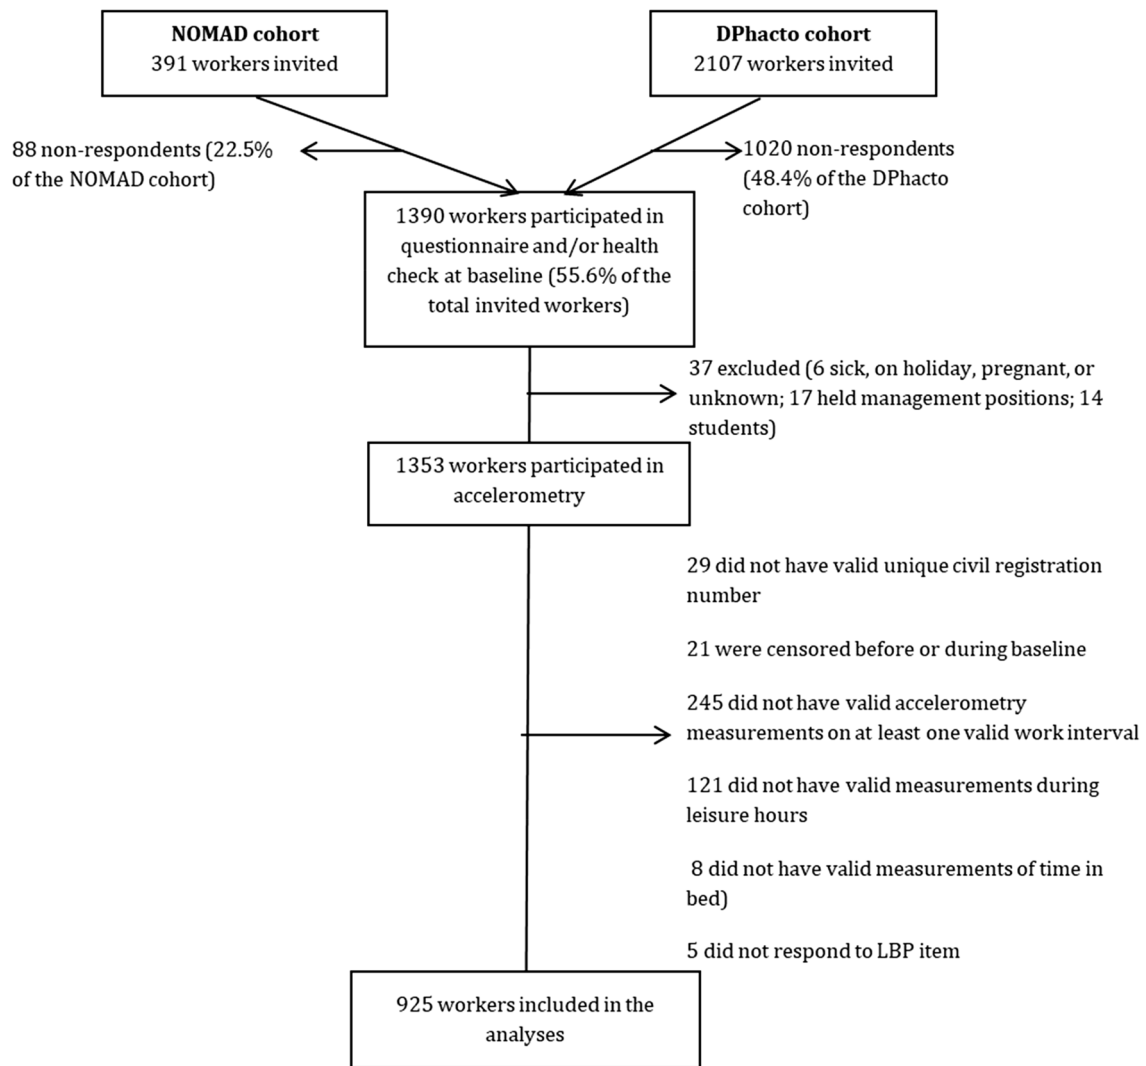 NOMAD cohort
391 workers invited
DPhacto cohort
2107 workers invited
88 non-respondents (22.5%
of the NOMAD cohort)
1020 non-respondents
(48.4% of the DPhacto
cohort)
1390 workers participated in
questionnaire and/or health
check at baseline (55.6% of the
total invited workers)
37 excluded (6 sick, on holiday, pregnant, or
unknown; 17 held management positions; 14
students)
1353 workers participated in
accelerometry
29 did not have valid unique civil registration
number
21 were censored before or during baseline
245 did not have valid accelerometry
measurements on at least one valid work interval
121 did not have valid measurements during
leisure hours
8 did not have valid measurements of time in
bed)
5 did not respond to LBP item
925 workers included in the
analyses